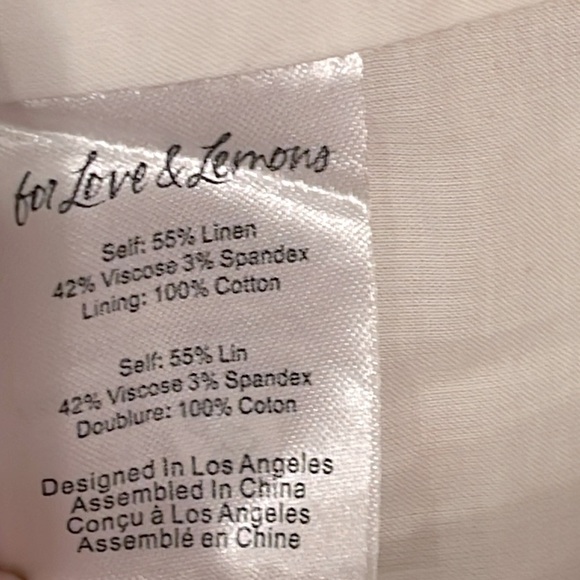 for Love & Lemons
Self: 55% Linen
42% Viscose 3% Spandex
Lining: 100% Cotton
Self: 55% Lin
42% Viscose 3% Spandex
Doublure: 100% Coton
Designed In Los Angeles
Assembled In China
Conçu à Los Angeles
Assemblé en Chine